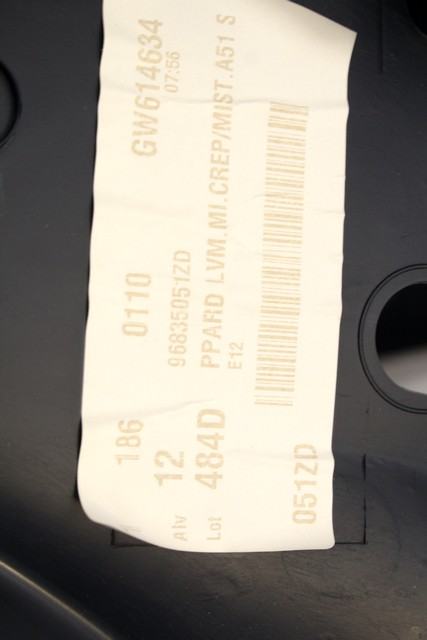 186 0110 GW614634
07:56
Alv 12 96835051ZD
Lot 484D PPARD LVM.MI.CREP/MIST.A51 S
E12
051ZD